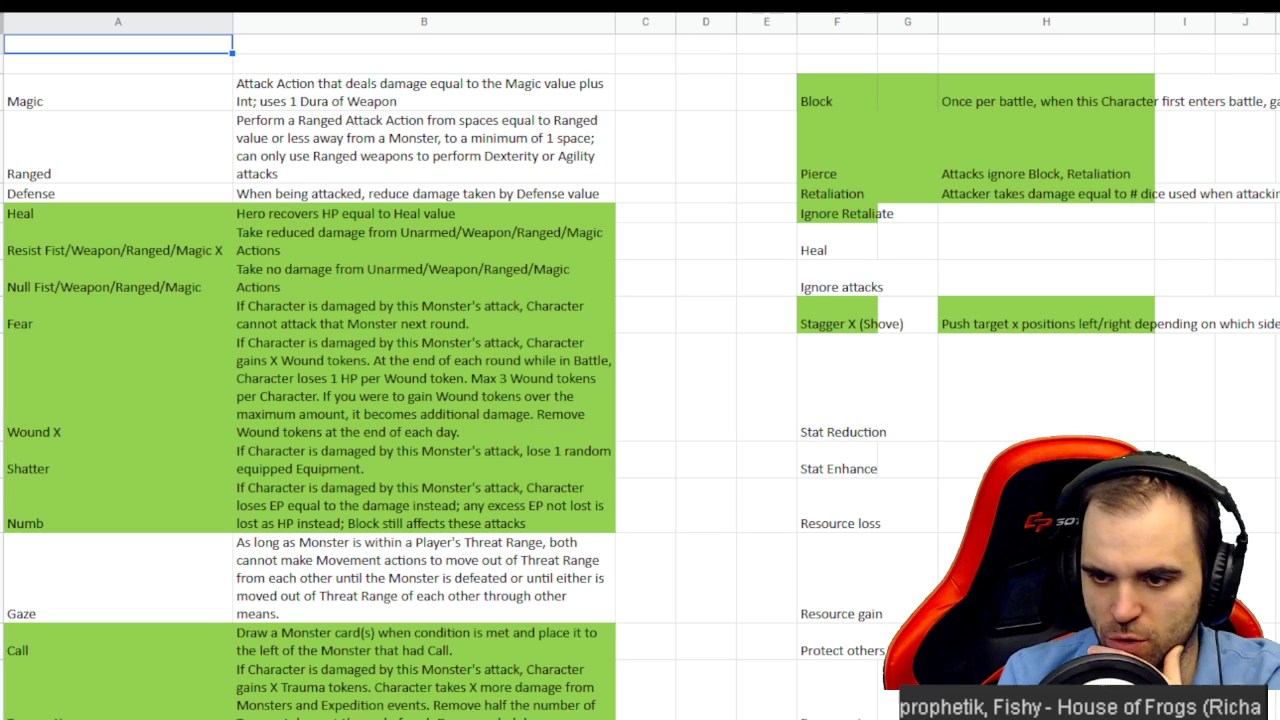 A B C D E F G H I J
Attack Action that deals damage equal to the Magic value plus
Magic Int; uses 1 Dura of Weapon
Block Once per battle, when this Character first enters battle, ga
Perform a Ranged Attack Action from spaces equal to Ranged
value or less away from a Monster, to a minimum of 1 space;
can only use Ranged weapons to perform Dexterity or Agility
Ranged attacks
Pierce Attacks ignore Block, Retaliation
Defense When being attacked, reduce damage taken by Defense value
Retaliation Attacker takes damage equal to # dice used when attackin
Heal Hero recovers HP equal to Heal value
Ignore Retaliate
Take reduced damage from Unarmed/Weapon/Ranged/Magic
Resist Fist/Weapon/Ranged/Magic X Actions
Heal
Take no damage from Unarmed/Weapon/Ranged/Magic
Null Fist/Weapon/Ranged/Magic Actions
Ignore attacks
If Character is damaged by this Monster's attack, Character
Fear cannot attack that Monster next round.
Stagger X (Shove) Push target x positions left/right depending on which side
If Character is damaged by this Monster's attack, Character
gains X Wound tokens. At the end of each round while in Battle,
Character loses 1 HP per Wound token. Max 3 Wound tokens
per Character. If you were to gain Wound tokens over the
maximum amount, it becomes additional damage. Remove
Wound X Wound tokens at the end of each day.
Stat Reduction
If Character is damaged by this Monster's attack, lose 1 random
Shatter equipped Equipment.
Stat Enhance
If Character is damaged by this Monster's attack, Character
loses EP equal to the damage instead; any excess EP not lost is
Numb lost as HP instead; Block still affects these attacks
Resource loss
As long as Monster is within a Player's Threat Range, both
cannot make Movement actions to move out of Threat Range
from each other until the Monster is defeated or until either is
moved out of Threat Range of each other through other
Gaze means.
Resource gain
Draw a Monster card(s) when condition is met and place it to
Call the left of the Monster that had Call.
Protect others
If Character is damaged by this Monster's attack, Character
gains X Trauma tokens. Character takes X more damage from
Monsters and Expedition events. Remove half the number of
prophetik, Fishy - House of Frogs (Richa